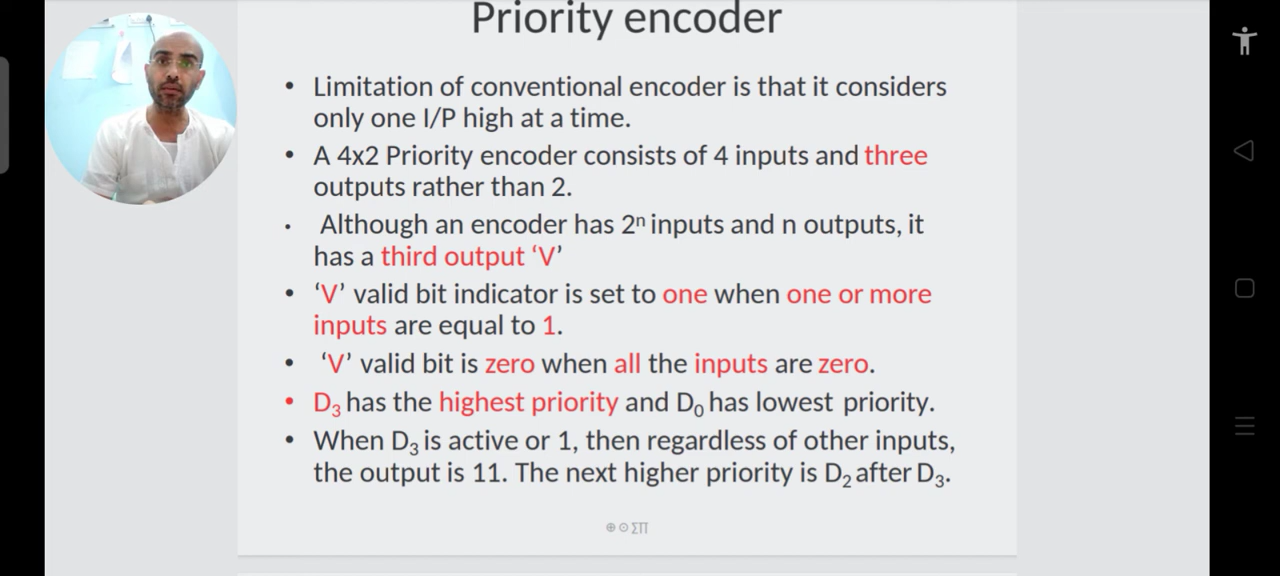 Priority encoder
• Limitation of conventional encoder is that it considers
only one I/P high at a time.
• A 4x2 Priority encoder consists of 4 inputs and three
outputs rather than 2.
• Although an encoder has 2ⁿ inputs and n outputs, it
has a third output ‘V’
• ‘V’ valid bit indicator is set to one when one or more
inputs are equal to 1.
• ‘V’ valid bit is zero when all the inputs are zero.
• D₃ has the highest priority and D₀ has lowest priority.
• When D₃ is active or 1, then regardless of other inputs,
the output is 11. The next higher priority is D₂ after D₃.
⊕⊙∑∏